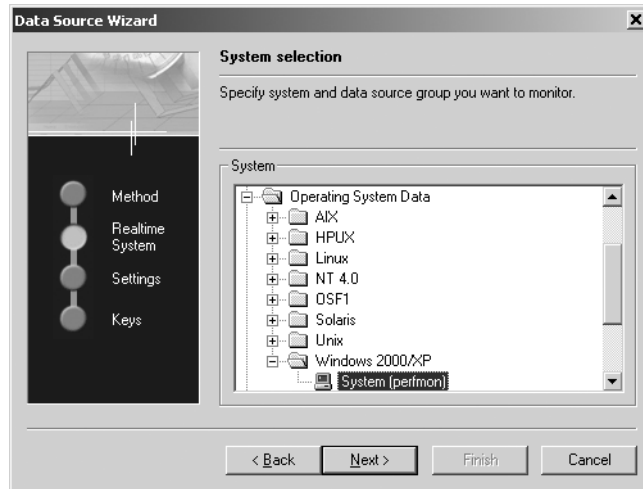 Data Source Wizard
System selection
Specify system and data source group you want to monitor.
Method
Realtime
System
Settings
Keys
System
Operating System Data
AIX
HPUX
Linux
NT 4.0
OSF1
Solaris
Unix
Windows 2000/XP
System (perfmon)
< Back
Next >
Finish
Cancel